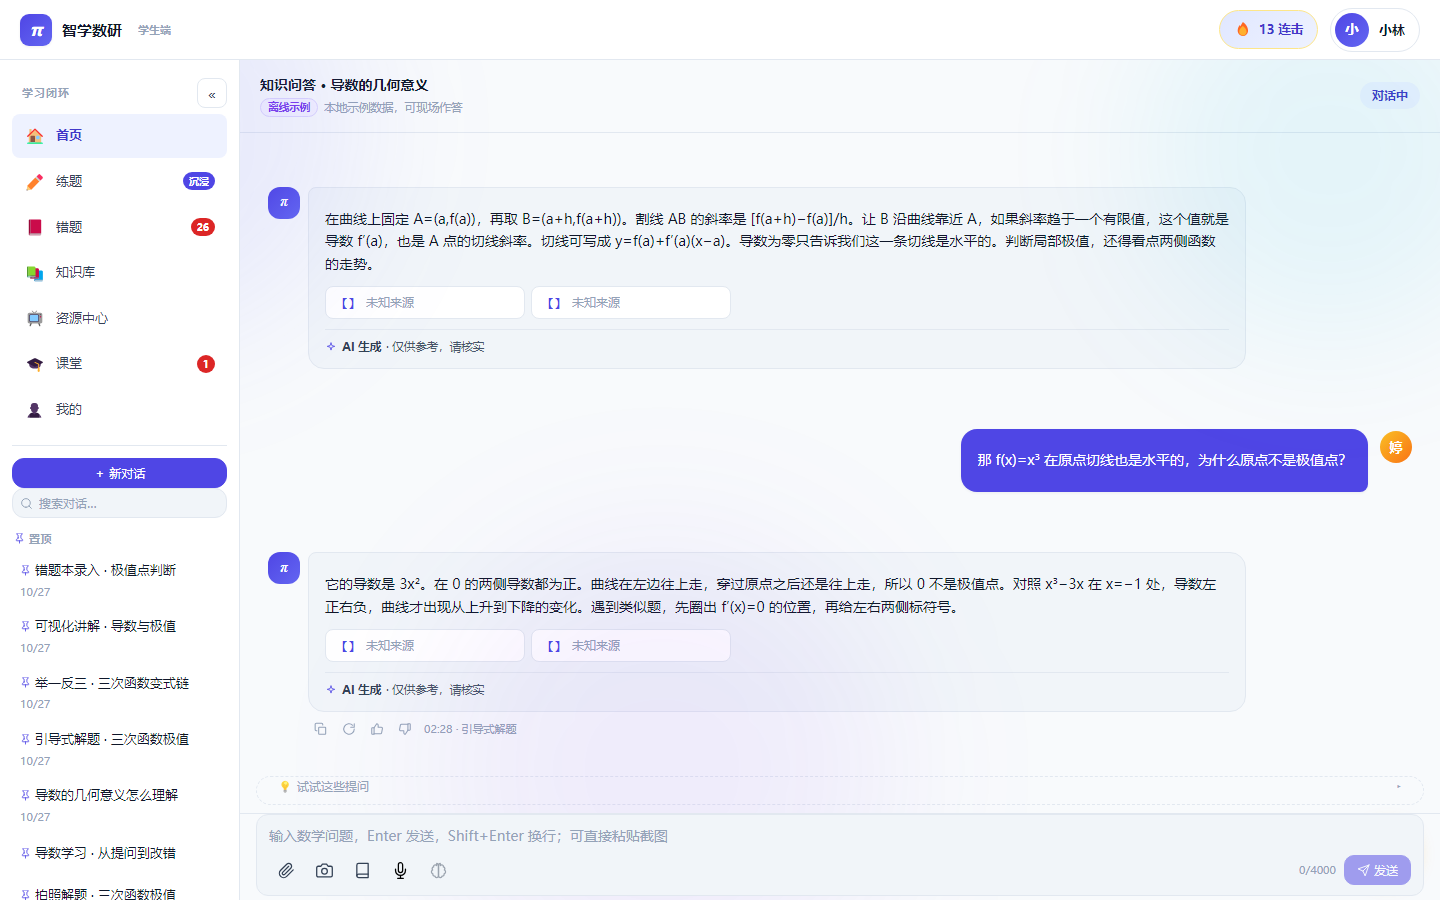 π 智学数研 学生端
🔥 13 连击
小 小林
学习闭环 «
首页
练题 沉浸
错题 26
知识库
资源中心
课堂 1
我的
+ 新对话
搜索对话...
置顶
错题本录入 · 极值点判断
10/27
可视化讲解 · 导数与极值
10/27
举一反三 · 三次函数变式链
10/27
引导式解题 · 三次函数极值
10/27
导数的几何意义怎么理解
10/27
导数学习 · 从提问到改错
拍照解题 · 三次函数极值
知识问答 • 导数的几何意义
离线示例 本地示例数据，可现场作答
对话中
π
在曲线上固定 A=(a,f(a))，再取 B=(a+h,f(a+h))。割线 AB 的斜率是 [f(a+h)−f(a)]/h。让 B 沿曲线靠近 A，如果斜率趋于一个有限值，这个值就是
导数 f′(a)，也是 A 点的切线斜率。切线可写成 y=f(a)+f′(a)(x−a)。导数为零只告诉我们这一条切线是水平的。判断局部极值，还得看点两侧函数
的走势。
【】 未知来源 【】 未知来源
AI 生成 · 仅供参考，请核实
那 f(x)=x³ 在原点切线也是水平的，为什么原点不是极值点？
婷
π
它的导数是 3x²。在 0 的两侧导数都为正。曲线在左边往上走，穿过原点之后还是往上走，所以 0 不是极值点。对照 x³−3x 在 x=−1 处，导数左
正右负，曲线才出现从上升到下降的变化。遇到类似题，先圈出 f′(x)=0 的位置，再给左右两侧标符号。
【】 未知来源 【】 未知来源
AI 生成 · 仅供参考，请核实
02:28 · 引导式解题
试试这些提问
输入数学问题，Enter 发送，Shift+Enter 换行；可直接粘贴截图
0/4000 发送